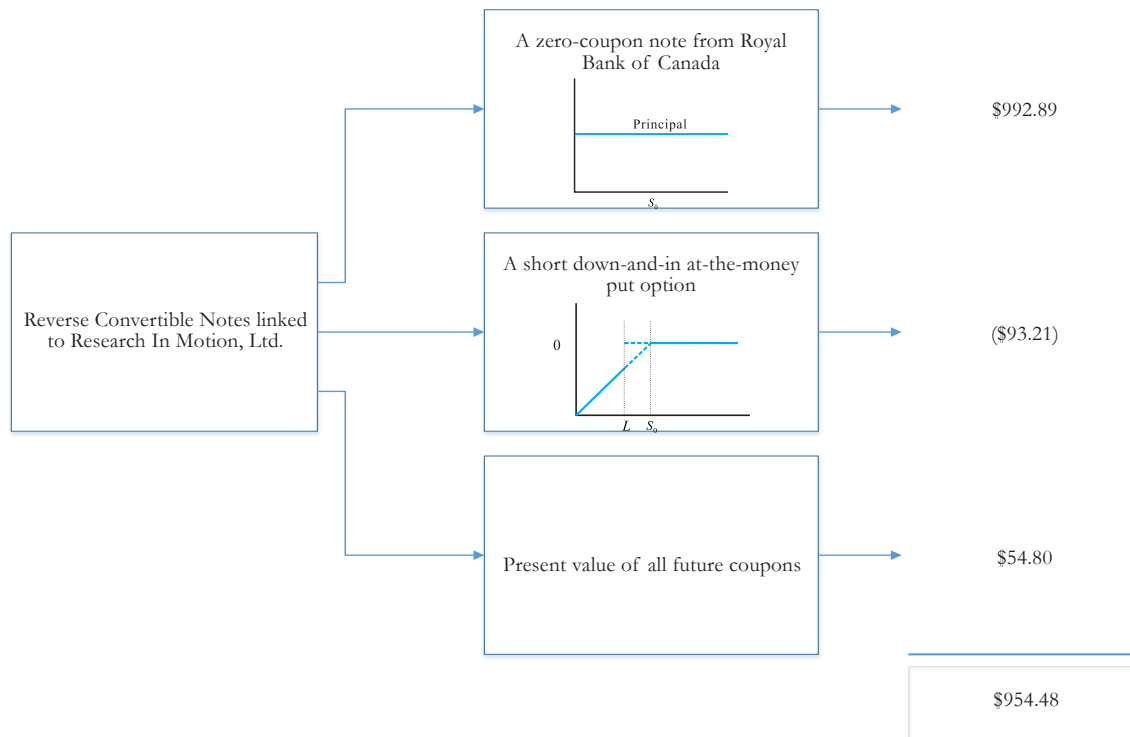 A zero-coupon note from Royal
Bank of Canada
Principal
S₀
$992.89
Reverse Convertible Notes linked
to Research In Motion, Ltd.
A short down-and-in at-the-money
put option
0
L S₀
($93.21)
Present value of all future coupons
$54.80
$954.48